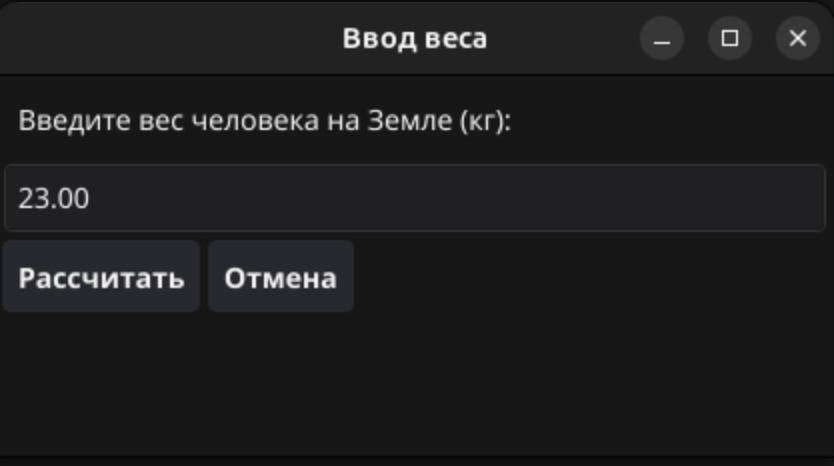 Ввод веса
Введите вес человека на Земле (кг):
23.00
Рассчитать Отмена